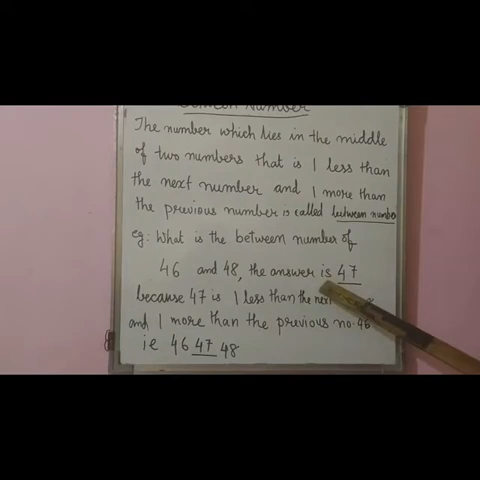 Between Number
The number which lies in the middle
of two numbers that is 1 less than
the next number and 1 more than
the previous number is called between number
eg: What is the between number of
46 and 48, the answer is 47
because 47 is 1 less than the next
and 1 more than the previous no. 46
ie 46 47 48